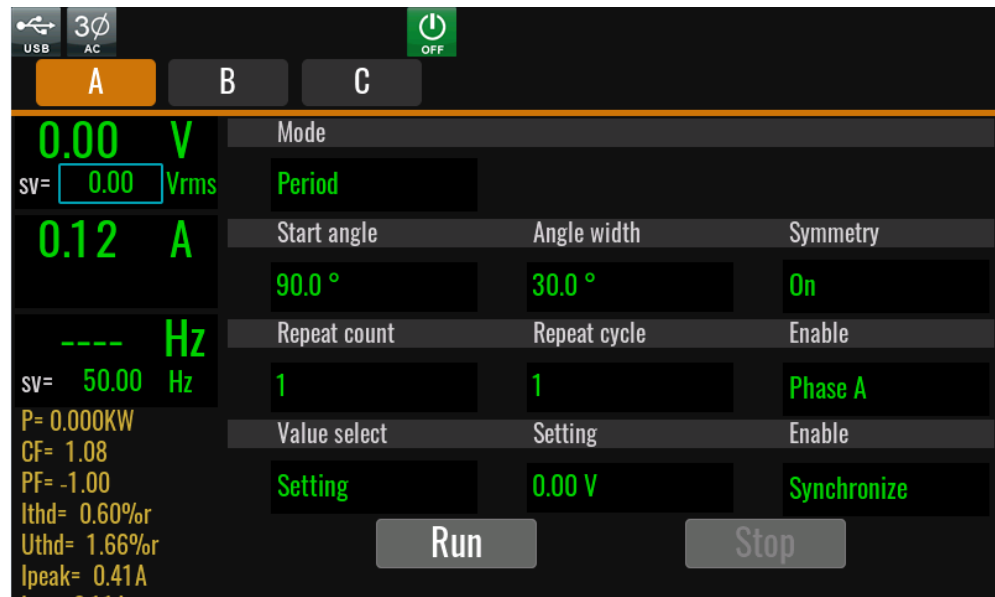 USB
3Ø
AC
OFF
A B C
0.00 V
sv= 0.00 Vrms
0.12 A
---- Hz
sv= 50.00 Hz
P= 0.000KW
CF= 1.08
PF= -1.00
Ithd= 0.60%r
Uthd= 1.66%r
Ipeak= 0.41A
Mode
Period
Start angle Angle width Symmetry
90.0 ° 30.0 ° On
Repeat count Repeat cycle Enable
1 1 Phase A
Value select Setting Enable
Setting 0.00 V Synchronize
Run Stop